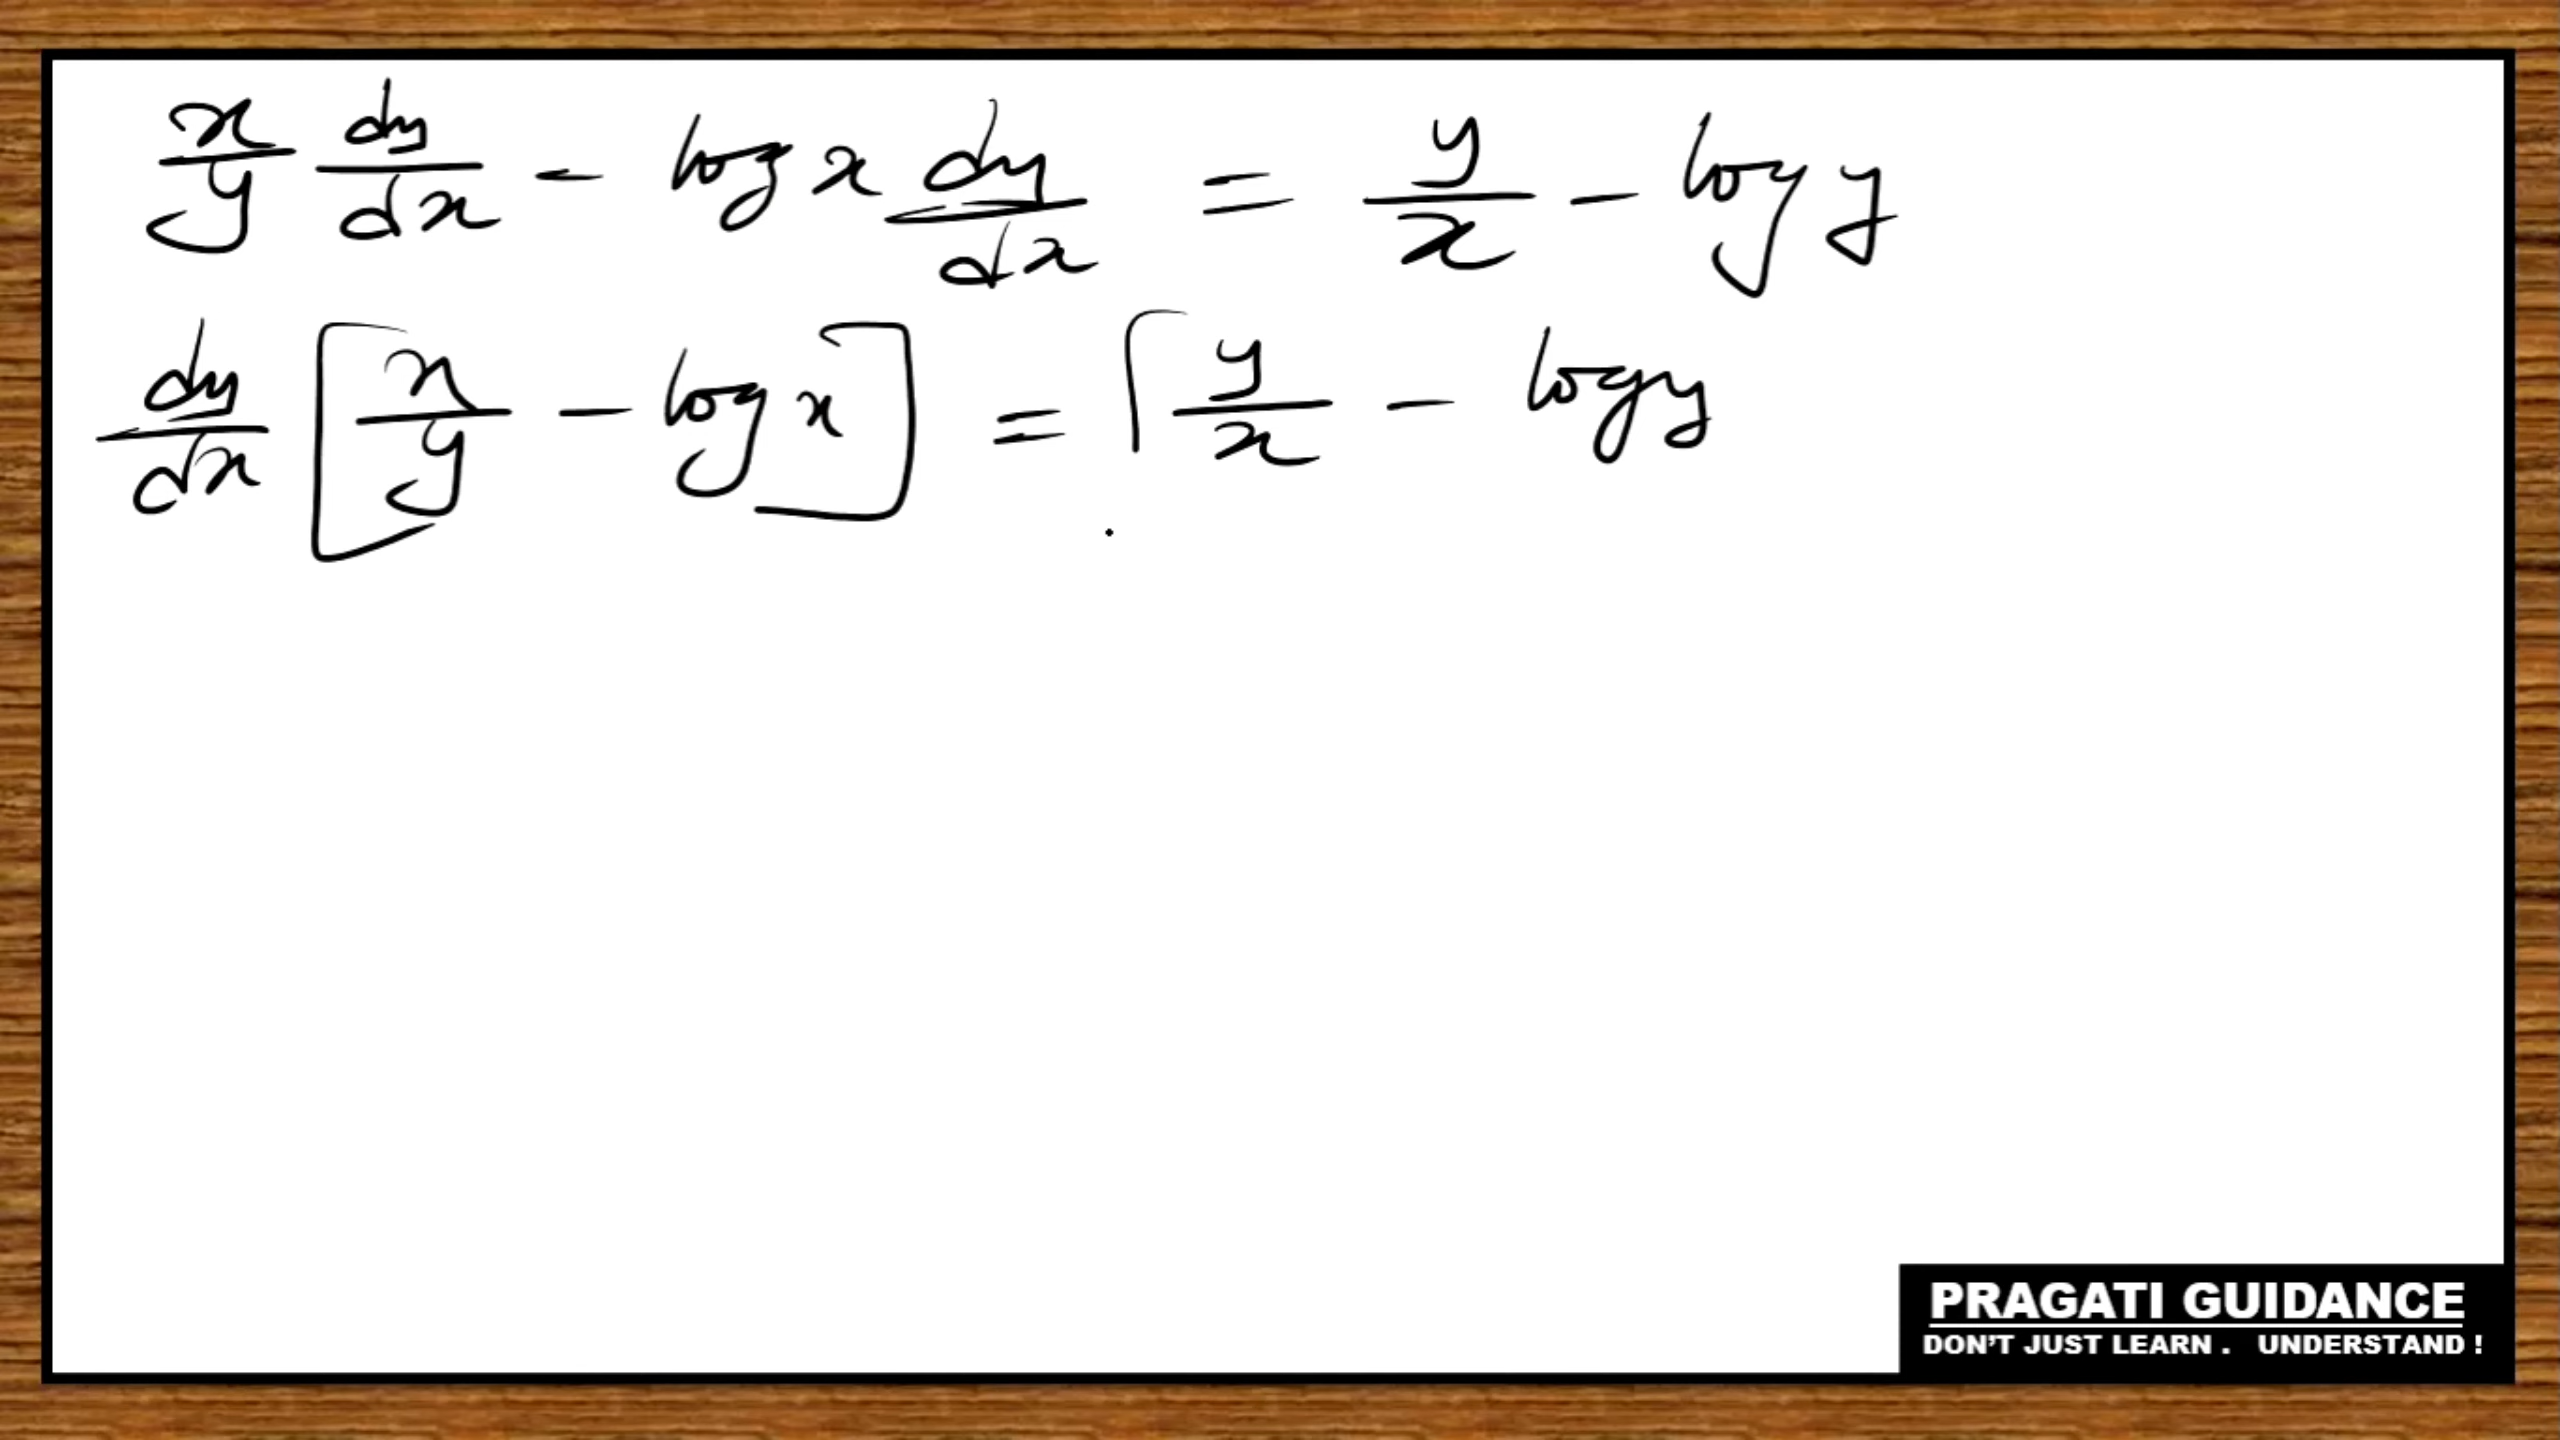 x/y dy/dx - log x dy/dx = y/x - log y
dy/dx [x/y - log x] = [y/x - log y
PRAGATI GUIDANCE
DON'T JUST LEARN . UNDERSTAND !